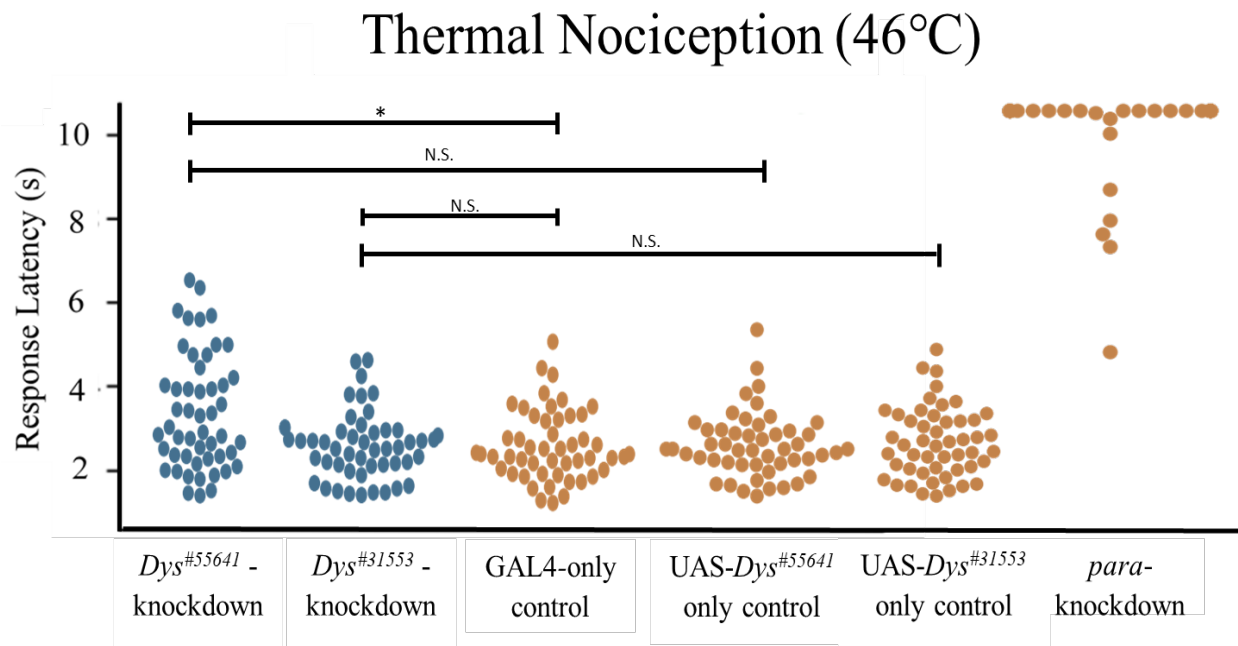 Thermal Nociception (46°C)
Response Latency (s)
10
8
6
4
2
*
N.S.
N.S.
N.S.
Dys#55641 -
knockdown
Dys#31553 -
knockdown
GAL4-only
control
UAS-Dys#55641
only control
UAS-Dys#31553
only control
para-
knockdown